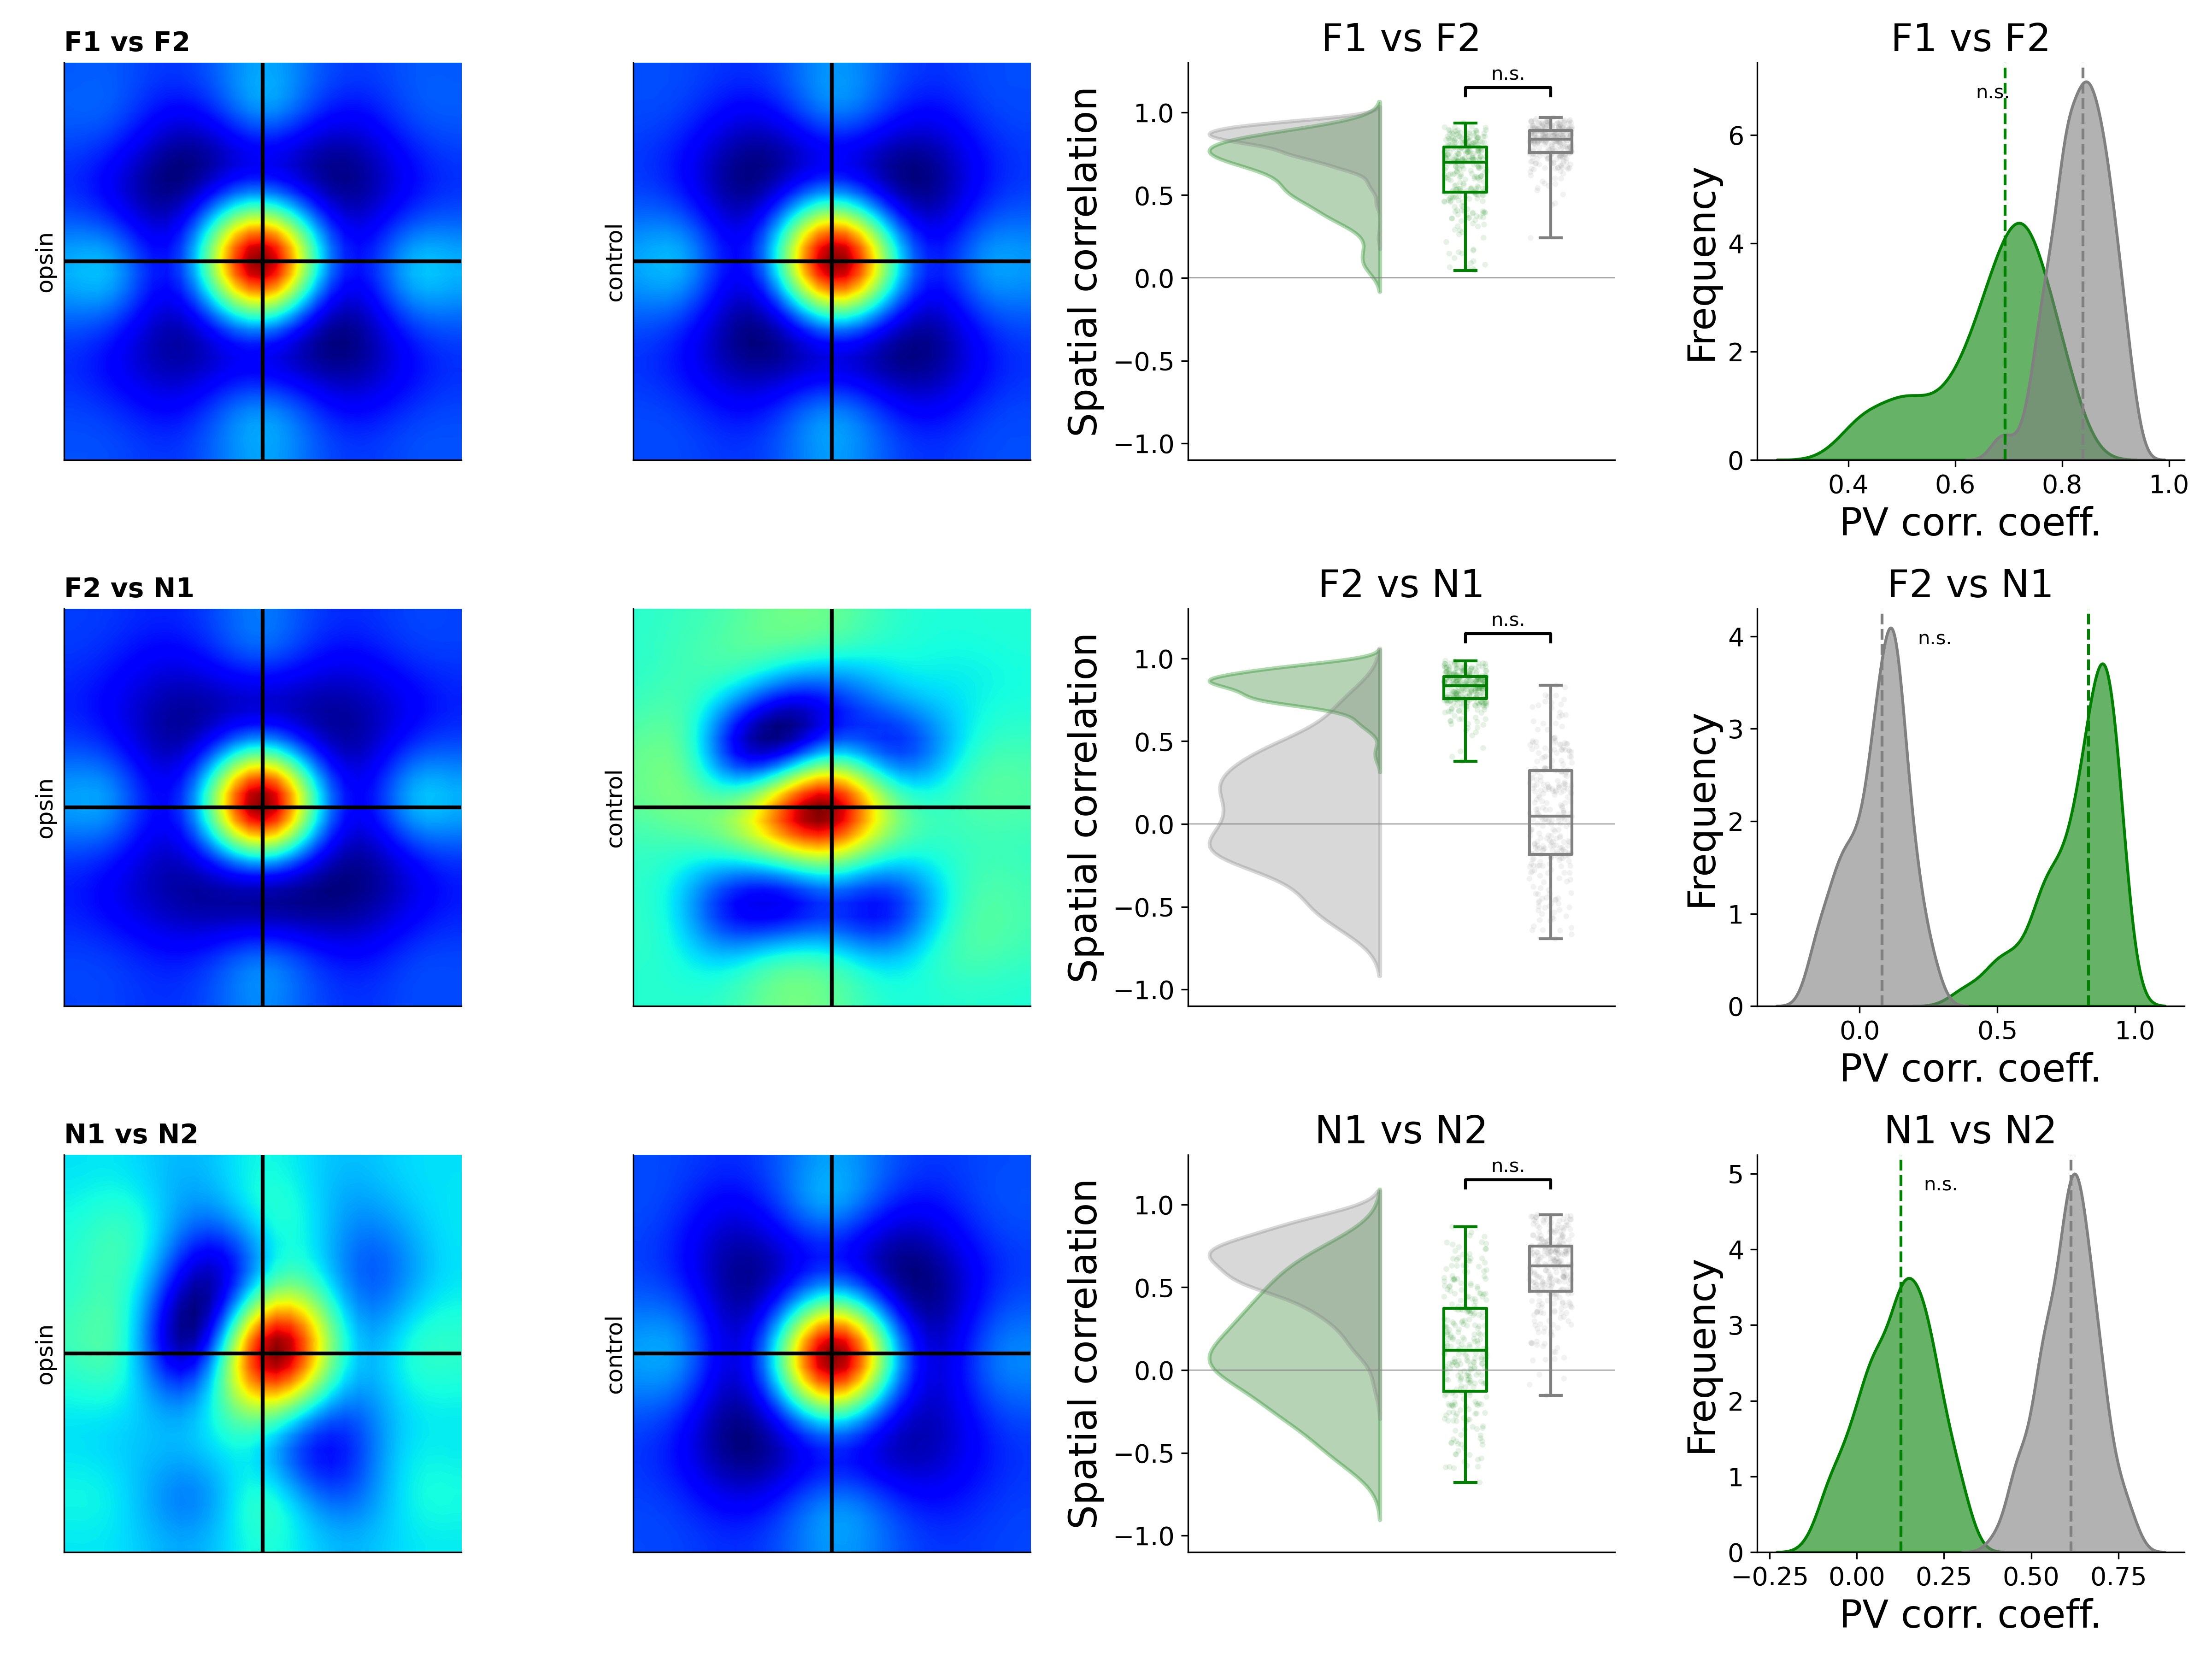 F1 vs F2
opsin
control
F1 vs F2
n.s.
Spatial correlation
1.0
0.5
0.0
−0.5
−1.0
F1 vs F2
n.s.
Frequency
6
4
2
0
0.4 0.6 0.8 1.0
PV corr. coeff.
F2 vs N1
opsin
control
F2 vs N1
n.s.
Spatial correlation
1.0
0.5
0.0
−0.5
−1.0
F2 vs N1
n.s.
Frequency
4
3
2
1
0
0.0 0.5 1.0
PV corr. coeff.
N1 vs N2
opsin
control
N1 vs N2
n.s.
Spatial correlation
1.0
0.5
0.0
−0.5
−1.0
N1 vs N2
n.s.
Frequency
5
4
3
2
1
0
−0.25 0.00 0.25 0.50 0.75
PV corr. coeff.